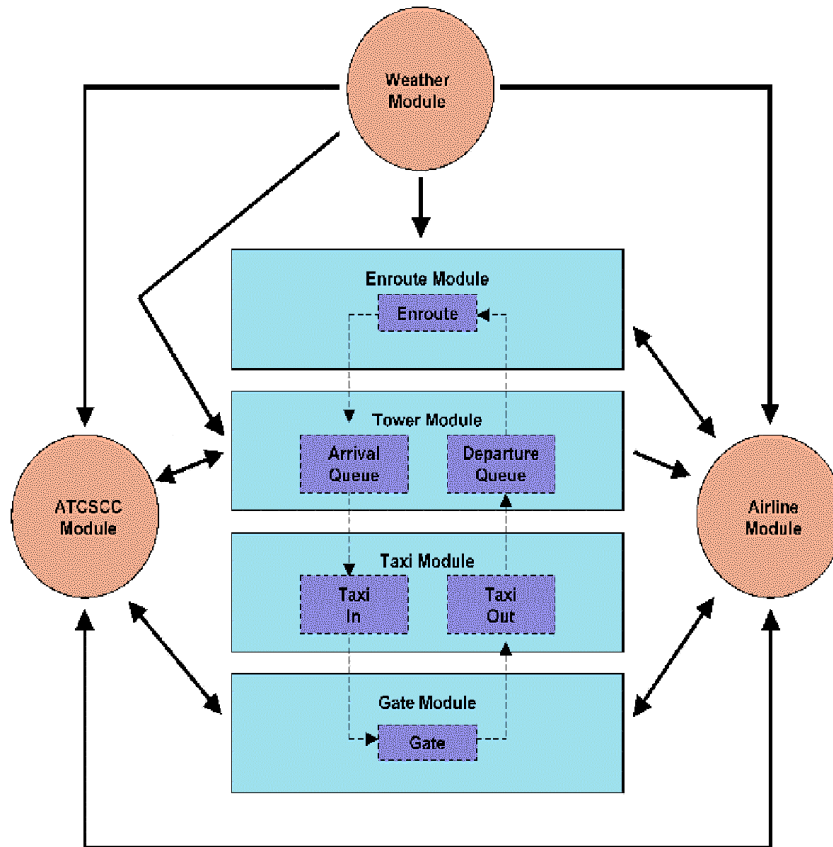 Weather
Module
Enroute Module
Enroute
Tower Module
Arrival
Queue
Departure
Queue
ATCSCC
Module
Airline
Module
Taxi Module
Taxi
In
Taxi
Out
Gate Module
Gate